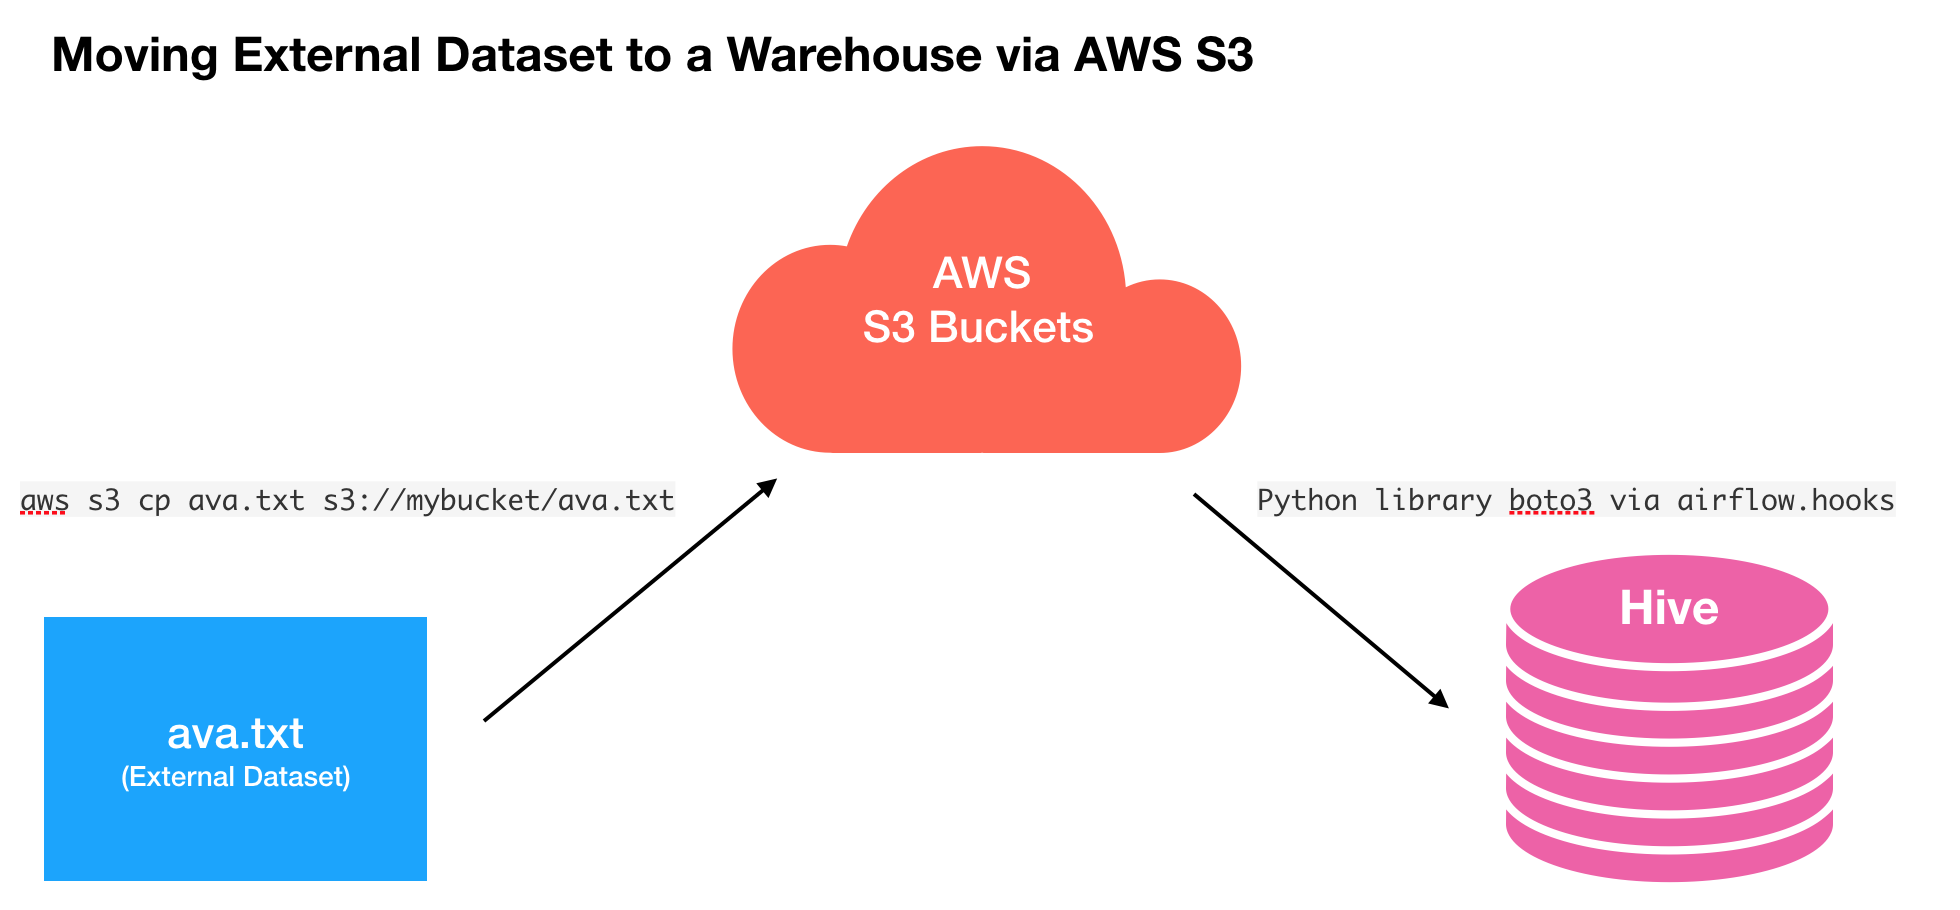 Moving External Dataset to a Warehouse via AWS S3
AWS
S3 Buckets
aws s3 cp ava.txt s3://mybucket/ava.txt
Python library boto3 via airflow.hooks
Hive
ava.txt
(External Dataset)